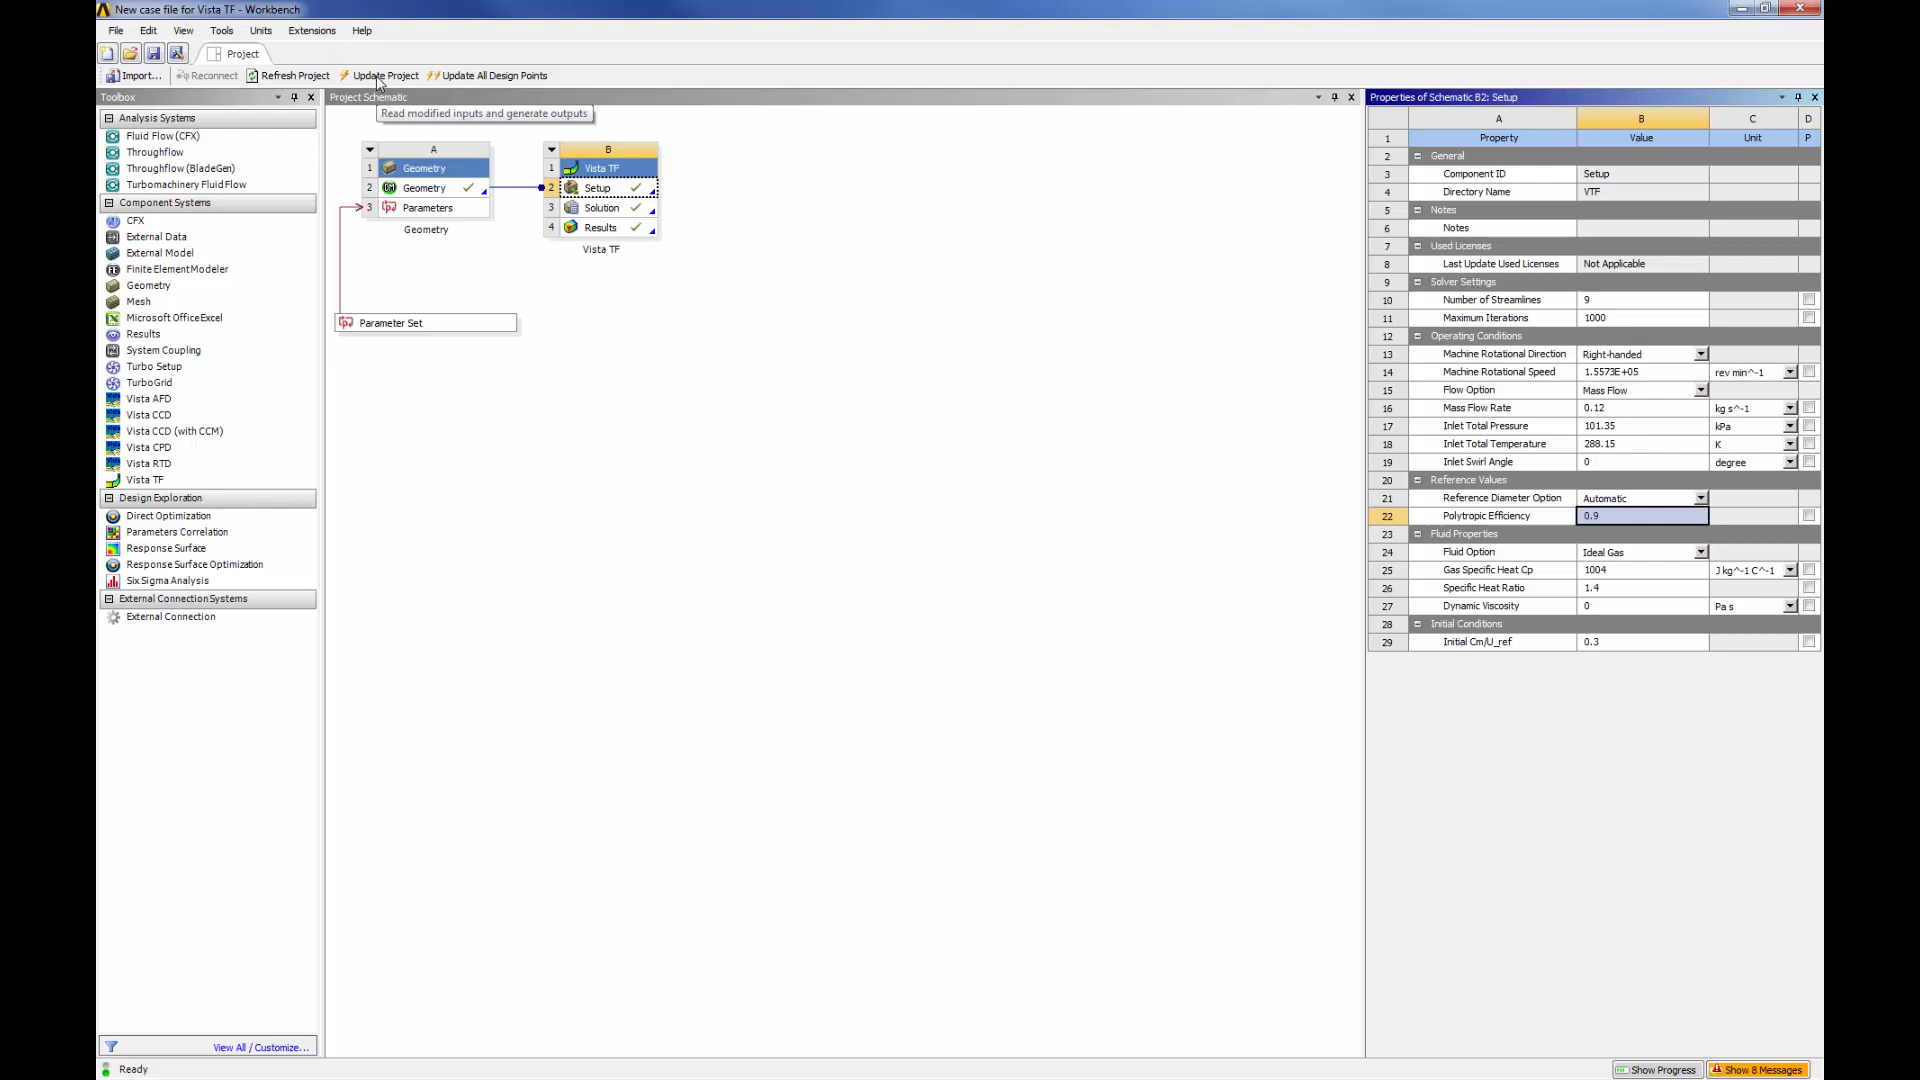 New case file for Vista TF - Workbench
File Edit View Tools Units Extensions Help
Project
Import... Reconnect Refresh Project Update Project Update All Design Points
Toolbox
Project Schematic
Properties of Schematic B2: Setup
Read modified inputs and generate outputs
Analysis Systems
Fluid Flow (CFX)
Throughflow
Throughflow (BladeGen)
Turbomachinery Fluid Flow
Component Systems
CFX
External Data
External Model
Finite Element Modeler
Geometry
Mesh
Microsoft Office Excel
Results
System Coupling
Turbo Setup
TurboGrid
Vista AFD
Vista CCD
Vista CCD (with CCM)
Vista CPD
Vista RTD
Vista TF
Design Exploration
Direct Optimization
Parameters Correlation
Response Surface
Response Surface Optimization
Six Sigma Analysis
External Connection Systems
External Connection
View All / Customize...
A
1 Geometry
2 Geometry
3 Parameters
Geometry
B
1 Vista TF
2 Setup
3 Solution
4 Results
Vista TF
Parameter Set
A B C D
1 Property Value Unit P
2 General
3 Component ID Setup
4 Directory Name VTF
5 Notes
6 Notes
7 Used Licenses
8 Last Update Used Licenses Not Applicable
9 Solver Settings
10 Number of Streamlines 9
11 Maximum Iterations 1000
12 Operating Conditions
13 Machine Rotational Direction Right-handed
14 Machine Rotational Speed 1.5573E+05 rev min^-1
15 Flow Option Mass Flow
16 Mass Flow Rate 0.12 kg s^-1
17 Inlet Total Pressure 101.35 kPa
18 Inlet Total Temperature 288.15 K
19 Inlet Swirl Angle 0 degree
20 Reference Values
21 Reference Diameter Option Automatic
22 Polytropic Efficiency 0.9
23 Fluid Properties
24 Fluid Option Ideal Gas
25 Gas Specific Heat Cp 1004 J kg^-1 C^-1
26 Specific Heat Ratio 1.4
27 Dynamic Viscosity 0 Pa s
28 Initial Conditions
29 Initial Cm/U_ref 0.3
Ready
Show Progress
Show 8 Messages